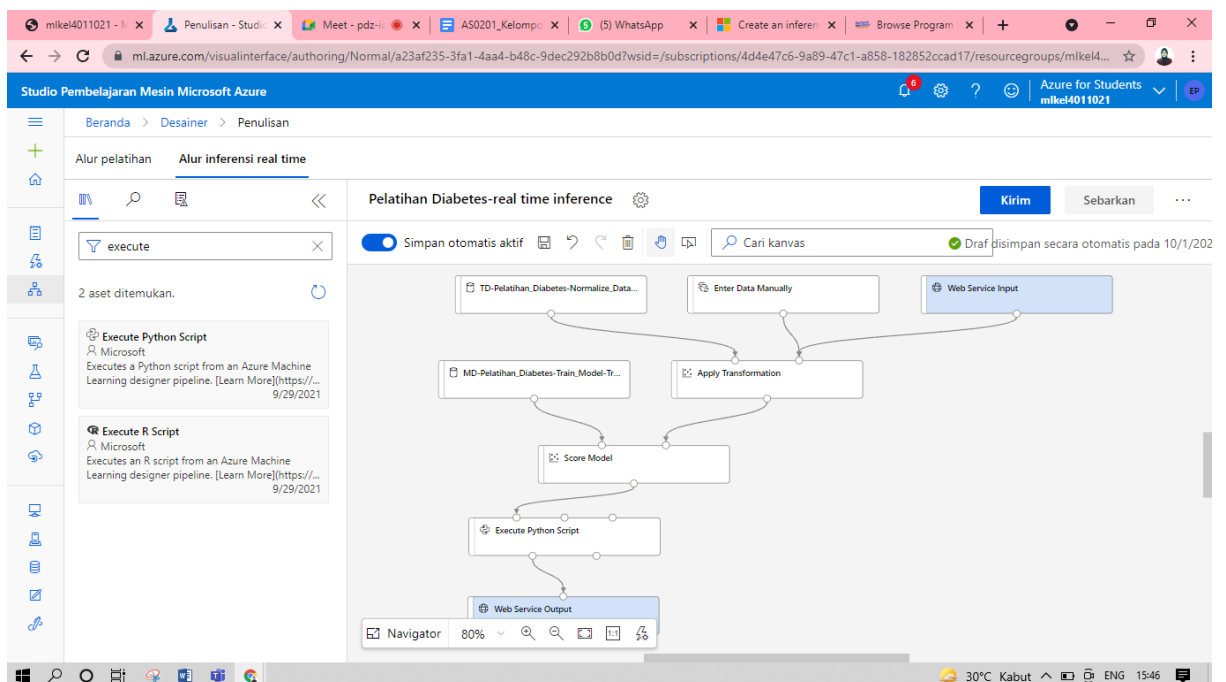 mlkel4011021 - M
Penulisan - Studio
Meet - pdz-ic
AS0201_Kelompo
(5) WhatsApp
Create an inferen
Browse Program
ml.azure.com/visualinterface/authoring/Normal/a23af235-3fa1-4aa4-b48c-9dec292b8b0d?wsid=/subscriptions/4d4e47c6-9a89-47c1-a858-182852ccad17/resourcegroups/mlkel4...
Studio Pembelajaran Mesin Microsoft Azure
6
Azure for Students
mlkel4011021
EP
Beranda > Desainer > Penulisan
Alur pelatihan
Alur inferensi real time
Pelatihan Diabetes-real time inference
Kirim
Sebarkan
...
execute
Simpan otomatis aktif
Cari kanvas
Draf disimpan secara otomatis pada 10/1/202
2 aset ditemukan.
Execute Python Script
Microsoft
Executes a Python script from an Azure Machine
Learning designer pipeline. [Learn More](https://...
9/29/2021
Execute R Script
Microsoft
Executes an R script from an Azure Machine
Learning designer pipeline. [Learn More](https://...
9/29/2021
TD-Pelatihan_Diabetes-Normalize_Data...
Enter Data Manually
Web Service Input
MD-Pelatihan_Diabetes-Train_Model-Tr...
Apply Transformation
Score Model
Execute Python Script
Web Service Output
Navigator
80%
1:1
30°C Kabut
ENG
15:46